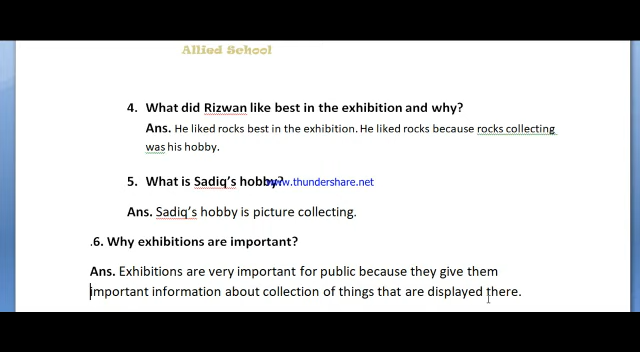 Allied School
4. What did Rizwan like best in the exhibition and why?
Ans. He liked rocks best in the exhibition. He liked rocks because rocks collecting
was his hobby.
5. What is Sadiq's hobby?
www.thundershare.net
Ans. Sadiq's hobby is picture collecting.
.6. Why exhibitions are important?
Ans. Exhibitions are very important for public because they give them
important information about collection of things that are displayed there.